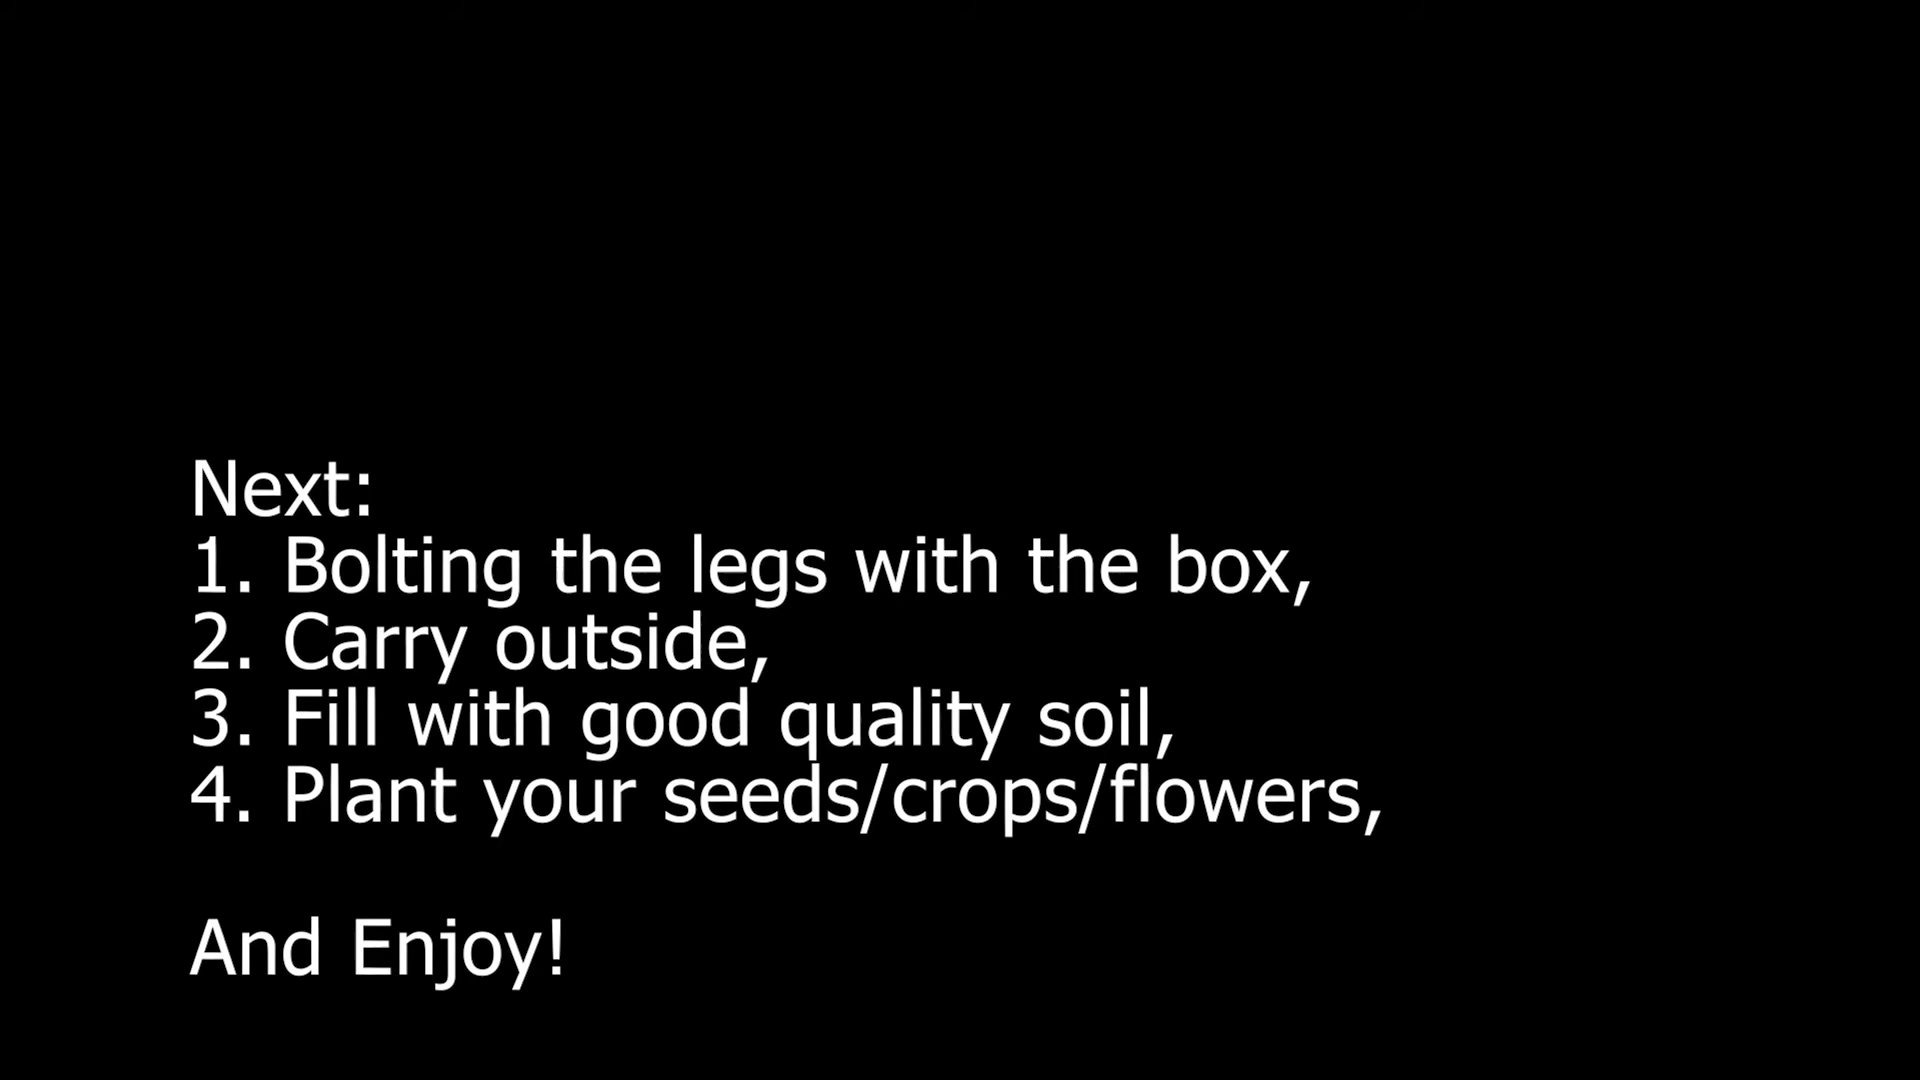 Next:
1. Bolting the legs with the box,
2. Carry outside,
3. Fill with good quality soil,
4. Plant your seeds/crops/flowers,
And Enjoy!